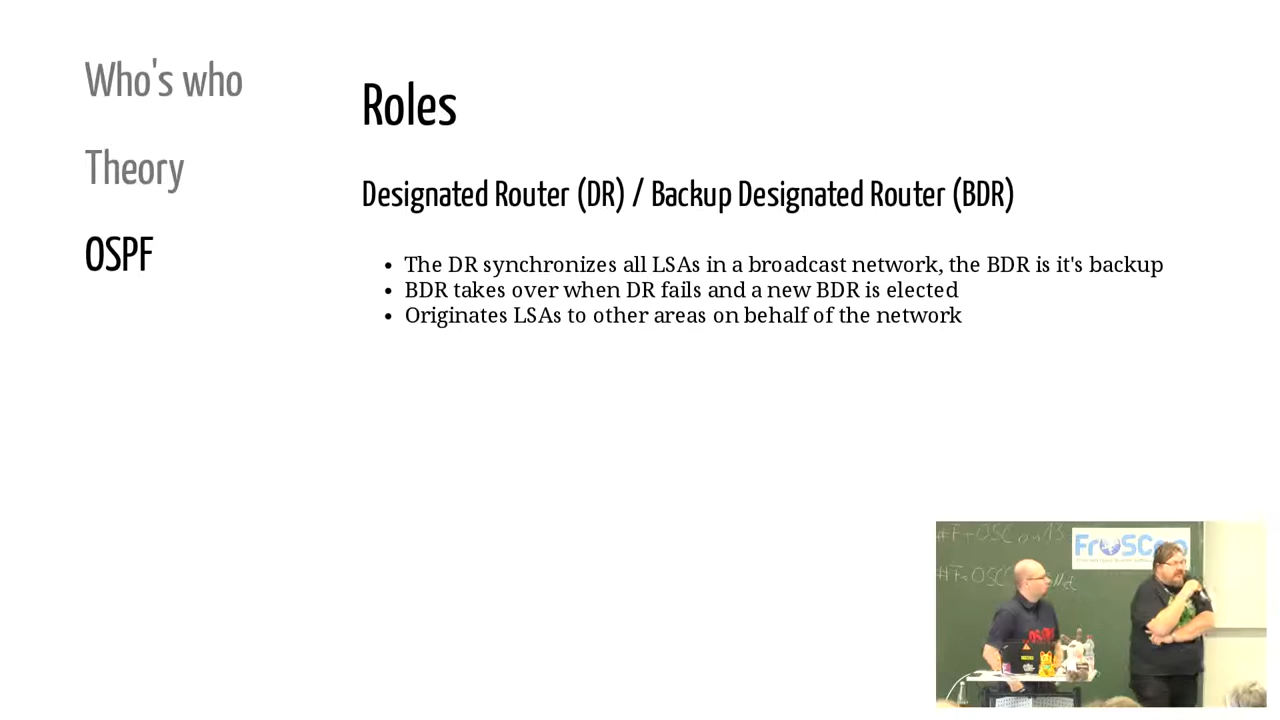 Who's who
Theory
OSPF
Roles
Designated Router (DR) / Backup Designated Router (BDR)
The DR synchronizes all LSAs in a broadcast network, the BDR is it's backup
BDR takes over when DR fails and a new BDR is elected
Originates LSAs to other areas on behalf of the network
FrOSCon